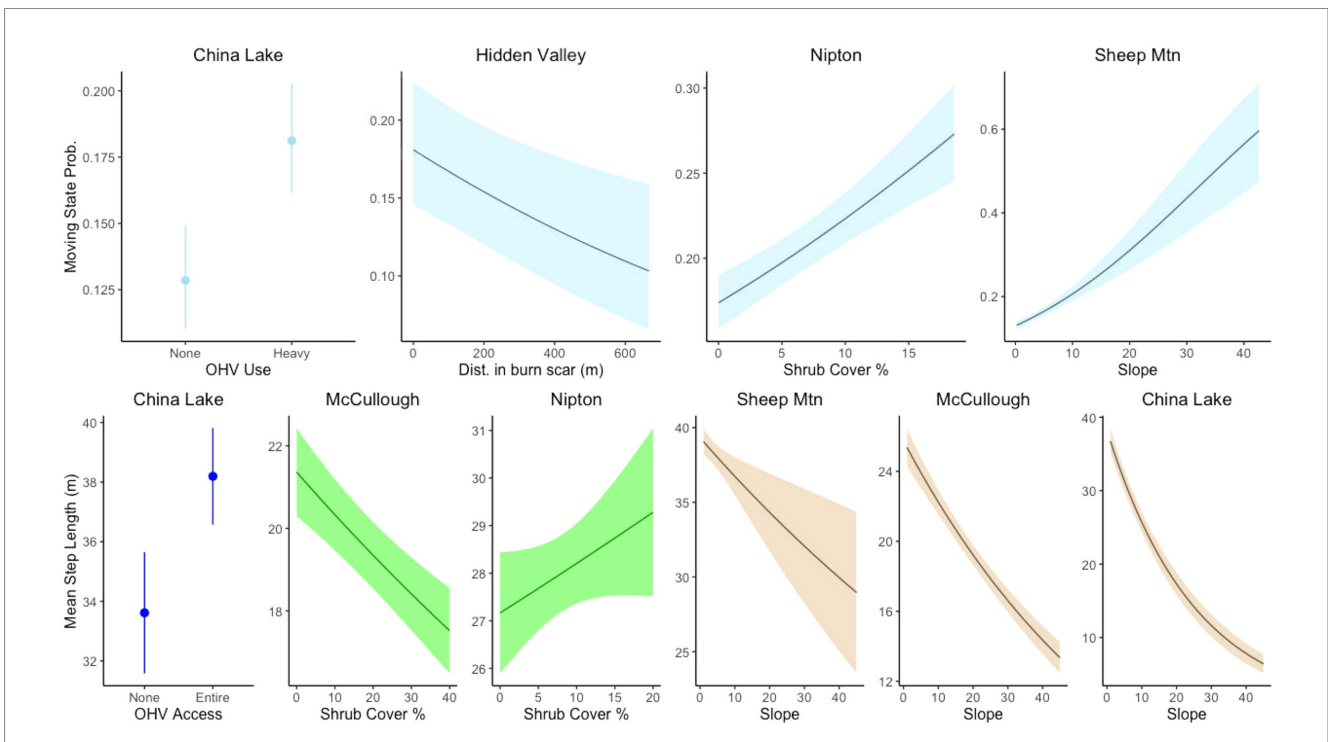 China Lake
Hidden Valley
Nipton
Sheep Mtn
Moving State Prob.
0.200
0.175
0.150
0.125
None
Heavy
OHV Use
0.20
0.15
0.10
0
200
400
600
Dist. in burn scar (m)
0.30
0.25
0.20
0
5
10
15
Shrub Cover %
0.6
0.4
0.2
0
10
20
30
40
Slope
China Lake
McCullough
Nipton
Sheep Mtn
McCullough
China Lake
Mean Step Length (m)
40
38
36
34
32
None
Entire
OHV Access
22
20
18
0
10
20
30
40
Shrub Cover %
31
30
29
28
27
26
0
5
10
15
20
Shrub Cover %
40
35
30
25
0
10
20
30
40
Slope
24
20
16
12
0
10
20
30
40
Slope
40
30
20
10
0
10
20
30
40
Slope